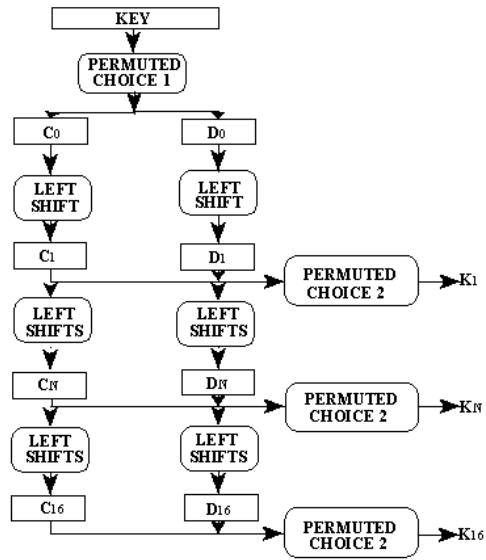 KEY
PERMUTED
CHOICE 1
C0 D0
LEFT
SHIFT
LEFT
SHIFT
C1 D1
PERMUTED
CHOICE 2
K1
LEFT
SHIFTS
LEFT
SHIFTS
CN DN
PERMUTED
CHOICE 2
KN
LEFT
SHIFTS
LEFT
SHIFTS
C16 D16
PERMUTED
CHOICE 2
K16